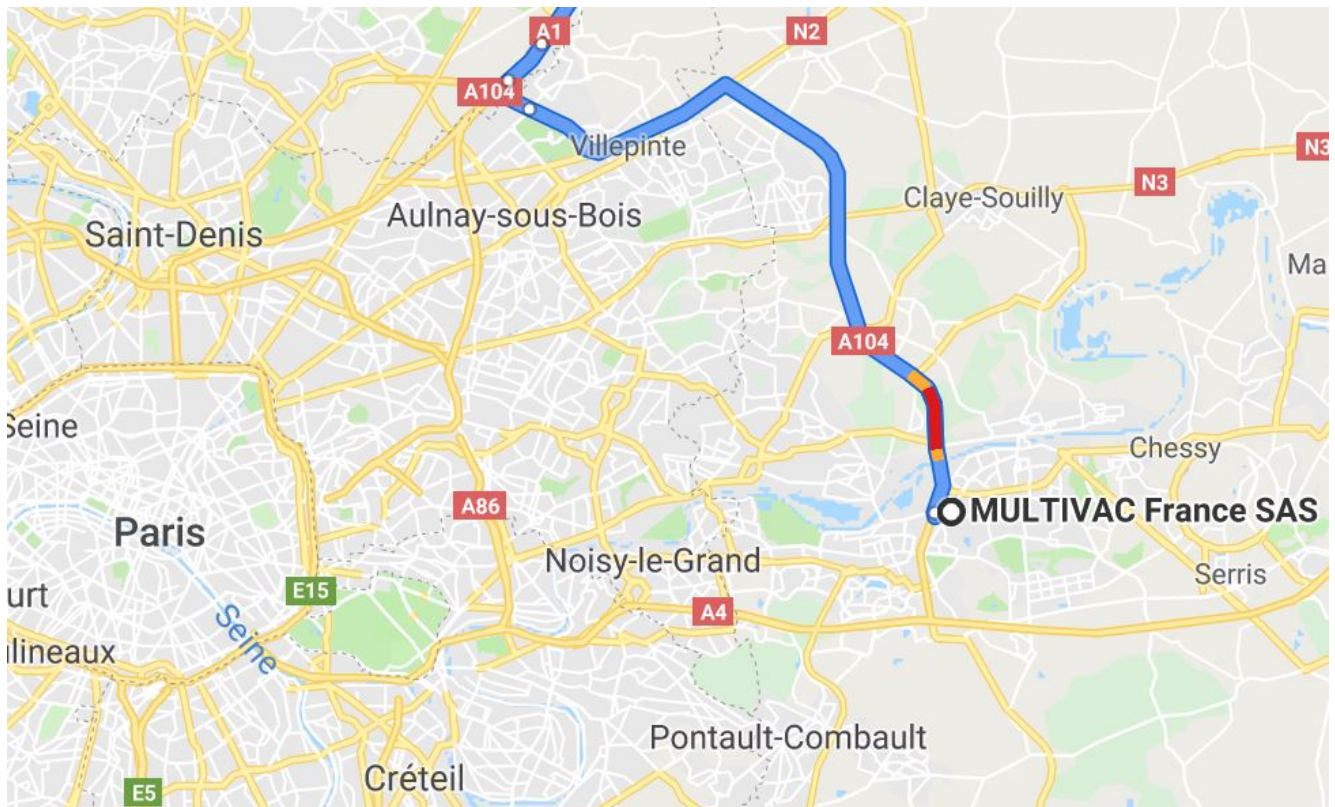 A1
N2
A104
Villepinte
N3
N3
Claye-Souilly
Aulnay-sous-Bois
Saint-Denis
Ma
A104
Seine
Chessy
A86
MULTIVAC France SAS
Paris
Noisy-le-Grand
Serris
E15
urt
A4
Seine
lineaux
Pontault-Combault
Créteil
E5